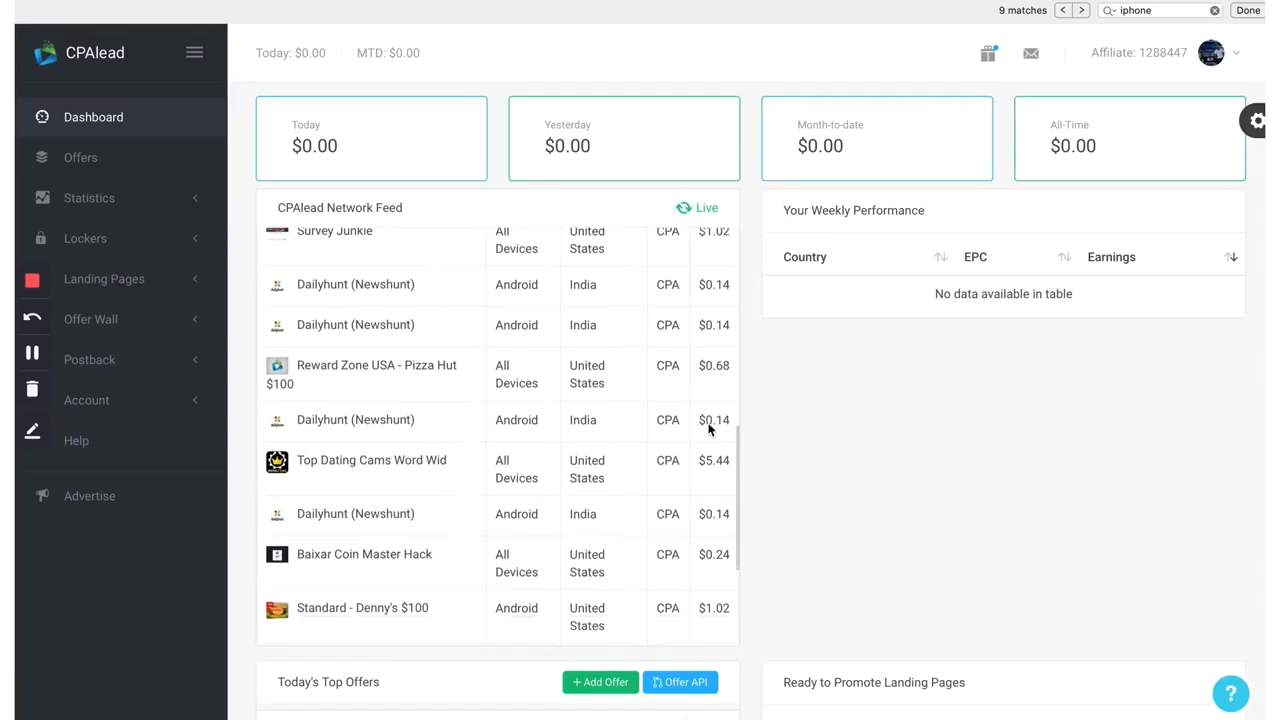 9 matches < > iphone Done
CPAlead
Today: $0.00 MTD: $0.00 Affiliate: 1288447
Dashboard
Offers
Statistics
Lockers
Landing Pages
Offer Wall
Postback
Account
Help
Advertise
Today
$0.00
Yesterday
$0.00
Month-to-date
$0.00
All-Time
$0.00
CPAlead Network Feed Live
Survey Junkie All Devices United States CPA $1.02
Dailyhunt (Newshunt) Android India CPA $0.14
Dailyhunt (Newshunt) Android India CPA $0.14
Reward Zone USA - Pizza Hut $100 All Devices United States CPA $0.68
Dailyhunt (Newshunt) Android India CPA $0.14
Top Dating Cams Word Wid All Devices United States CPA $5.44
Dailyhunt (Newshunt) Android India CPA $0.14
Baixar Coin Master Hack All Devices United States CPA $0.24
Standard - Denny's $100 Android United States CPA $1.02
Your Weekly Performance
Country EPC Earnings
No data available in table
Today's Top Offers + Add Offer Offer API
Ready to Promote Landing Pages
?